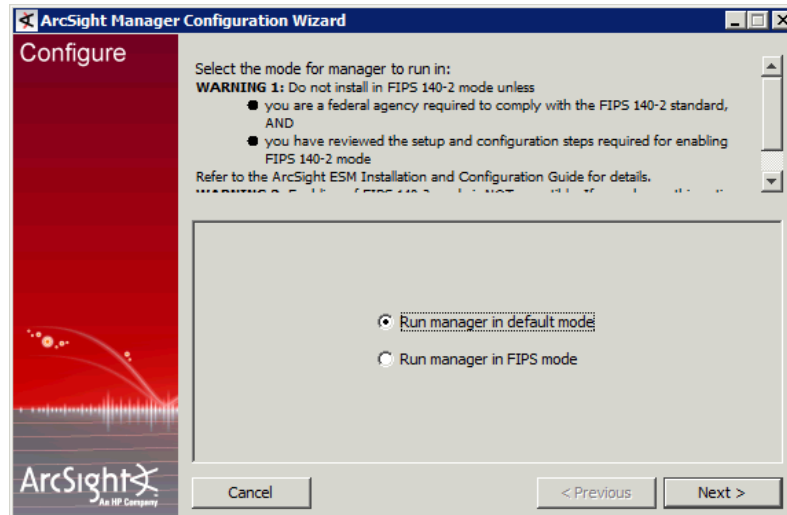 ArcSight Manager Configuration Wizard
Configure
Select the mode for manager to run in:
WARNING 1: Do not install in FIPS 140-2 mode unless
you are a federal agency required to comply with the FIPS 140-2 standard,
AND
you have reviewed the setup and configuration steps required for enabling
FIPS 140-2 mode
Refer to the ArcSight ESM Installation and Configuration Guide for details.
Run manager in default mode
Run manager in FIPS mode
ArcSight
An HP Company
Cancel
< Previous
Next >